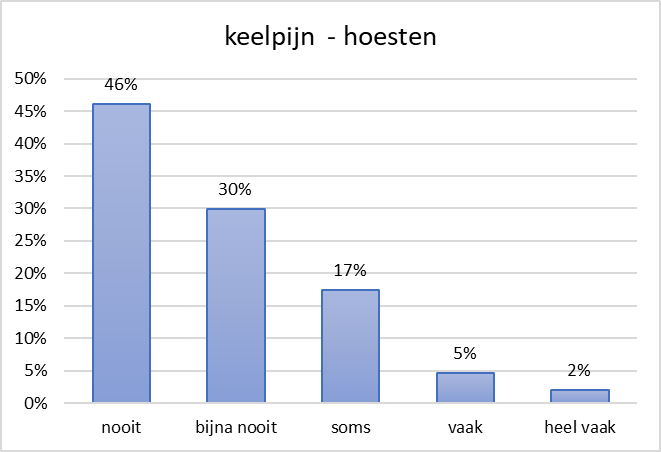 keelpijn - hoesten
50%
45%
40%
35%
30%
25%
20%
15%
10%
5%
0%
46%
30%
17%
5%
2%
nooit
bijna nooit
soms
vaak
heel vaak